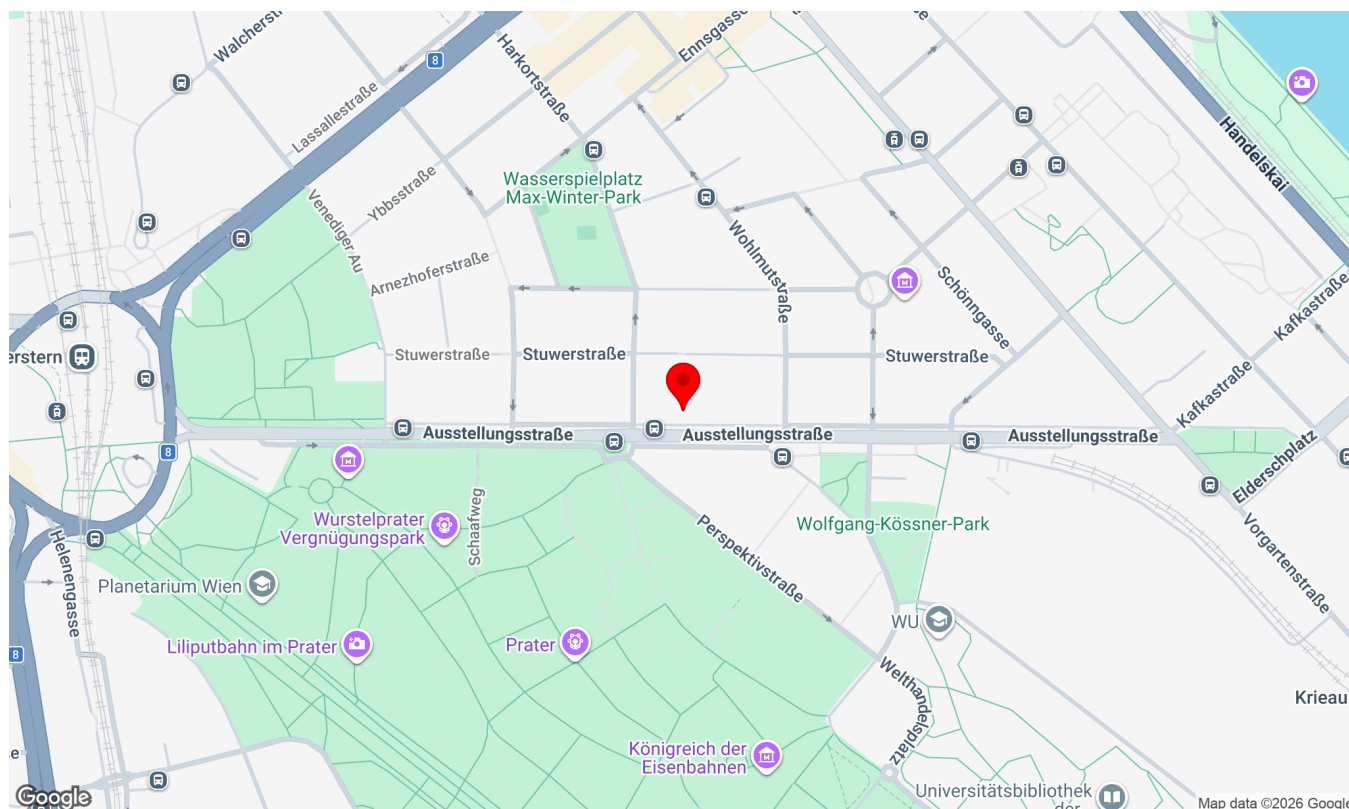 Walcherstraße
8
Harkortstraße
Ennsgasse
Lassallestraße
Handelskai
Wasserspielplatz
Max-Winter-Park
Ybbsstraße
Venediger Au
Wohlmutstraße
Arnezhoferstraße
Schönngasse
Kafkastraße
erstern
Stuwerstraße
Stuwerstraße
Stuwerstraße
Kafkastraße
Ausstellungsstraße
Ausstellungsstraße
Ausstellungsstraße
8
Elderschplatz
Wurstelprater
Vergnügungspark
Schaafweg
Perspektivstraße
Wolfgang-Kössner-Park
Vorgartenstraße
Helenengasse
Planetarium Wien
WU
Liliputbahn im Prater
Prater
8
Welthandelsplatz
Krieau
Königreich der
Eisenbahnen
se
Universitätsbibliothek
der
Google
Map data ©2026 Google